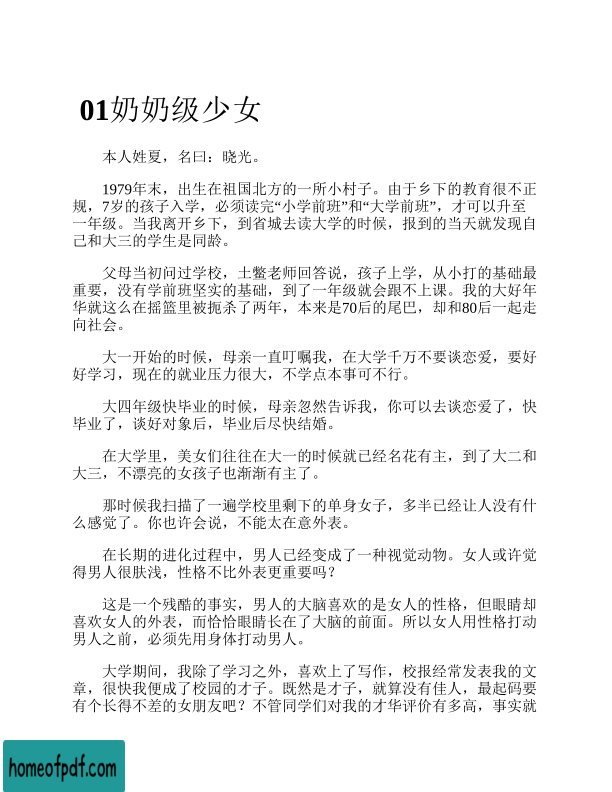 01奶奶级少女
本人姓夏，名曰：晓光。
1979年末，出生在祖国北方的一所小村子。由于乡下的教育很不正
规，7岁的孩子入学，必须读完“小学前班”和“大学前班”，才可以升至
一年级。当我离开乡下，到省城去读大学的时候，报到的当天就发现自
己和大三的学生是同龄。
父母当初问过学校，土鳖老师回答说，孩子上学，从小打的基础最
重要，没有学前班坚实的基础，到了一年级就会跟不上课。我的大好年
华就这么在摇篮里被扼杀了两年，本来是70后的尾巴，却和80后一起走
向社会。
大一开始的时候，母亲一直叮嘱我，在大学千万不要谈恋爱，要好
好学习，现在的就业压力很大，不学点本事可不行。
大四年级快毕业的时候，母亲忽然告诉我，你可以去谈恋爱了，快
毕业了，谈好对象后，毕业后尽快结婚。
在大学里，美女们往往在大一的时候就已经名花有主，到了大二和
大三，不漂亮的女孩子也渐渐有主了。
那时候我扫描了一遍学校里剩下的单身女子，多半已经让人没有什
么感觉了。你也许会说，不能太在意外表。
在长期的进化过程中，男人已经变成了一种视觉动物。女人或许觉
得男人很肤浅，性格不比外表更重要吗？
这是一个残酷的事实，男人的大脑喜欢的是女人的性格，但眼睛却
喜欢女人的外表，而恰恰眼睛长在了大脑的前面。所以女人用性格打动
男人之前，必须先用身体打动男人。
大学期间，我除了学习之外，喜欢上了写作，校报经常发表我的文
章，很快我便成了校园的才子。既然是才子，就算没有佳人，最起码要
有个长得不差的女朋友吧？不管同学们对我的才华评价有多高，事实就
homeofpdf.com